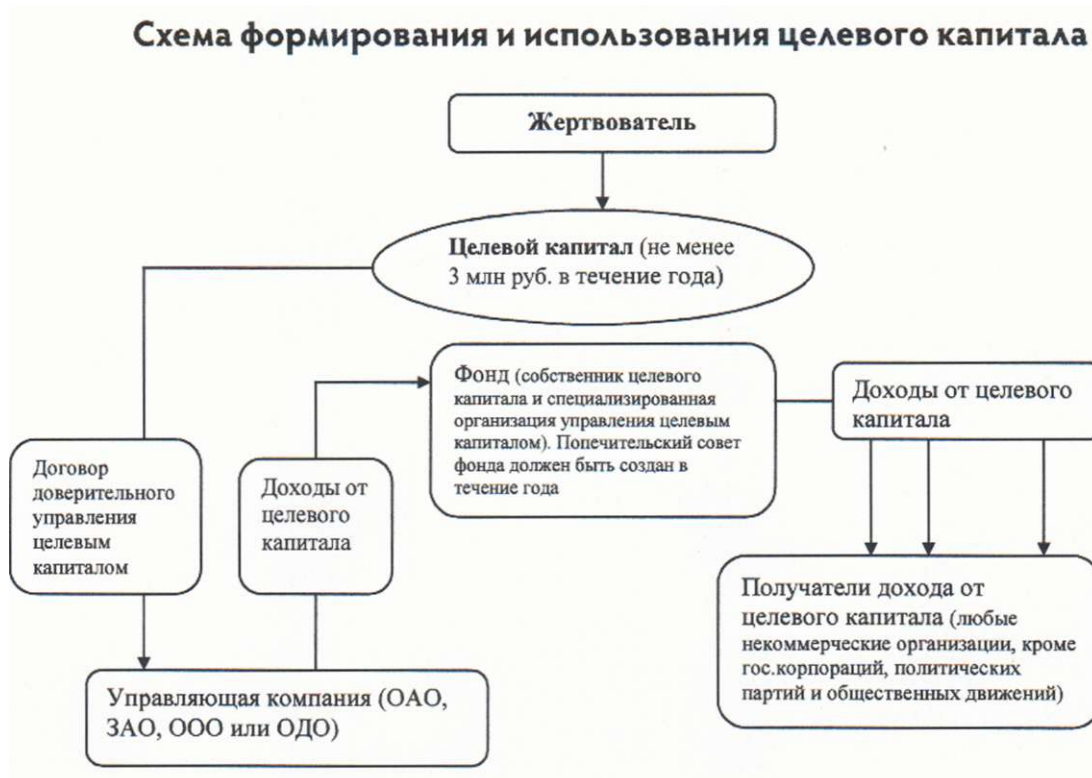 Схема формирования и использования целевого капитала
Жертвователь
Целевой капитал (не менее
3 млн руб. в течение года)
Фонд (собственник целевого
капитала и специализированная
организация управления целевым
капиталом). Попечительский совет
фонда должен быть создан в
течение года
Доходы от целевого
капитала
Договор
доверительного
управления
целевым
капиталом
Доходы от
целевого
капитала
Получатели дохода от
целевого капитала (любые
некоммерческие организации, кроме
гос.корпораций, политических
партий и общественных движений)
Управляющая компания (ОАО,
ЗАО, ООО или ОДО)